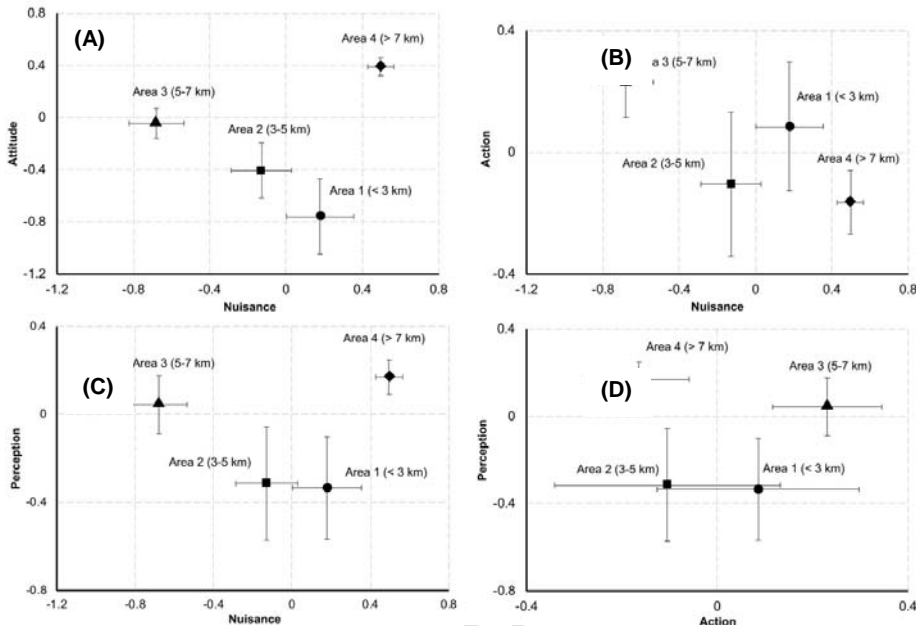 (A)
0.8
0.4
0
-0.4
-0.8
-1.2
Attitude
Area 4 (> 7 km)
Area 3 (5-7 km)
Area 2 (3-5 km)
Area 1 (< 3 km)
-1.2
-0.8
-0.4
0
0.4
0.8
Nuisance
(B)
0.4
0
-0.4
Action
a 3 (5-7 km)
Area 1 (< 3 km)
Area 2 (3-5 km)
Area 4 (> 7 km)
-1.2
-0.8
-0.4
0
0.4
0.8
Nuisance
(C)
0.4
0
-0.4
-0.8
Perception
Area 4 (> 7 km)
Area 3 (5-7 km)
Area 2 (3-5 km)
Area 1 (< 3 km)
-1.2
-0.8
-0.4
0
0.4
0.8
Nuisance
(D)
0.4
0
-0.4
-0.8
Perception
Area 4 (> 7 km)
Area 3 (5-7 km)
Area 2 (3-5 km)
Area 1 (< 3 km)
-0.4
0
0.4
Action